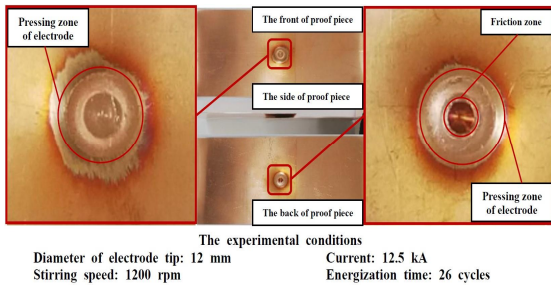 Pressing zone
of electrode
The front of proof piece
The side of proof piece
The back of proof piece
Friction zone
Pressing zone
of electrode
The experimental conditions
Diameter of electrode tip: 12 mm
Current: 12.5 kA
Stirring speed: 1200 rpm
Energization time: 26 cycles